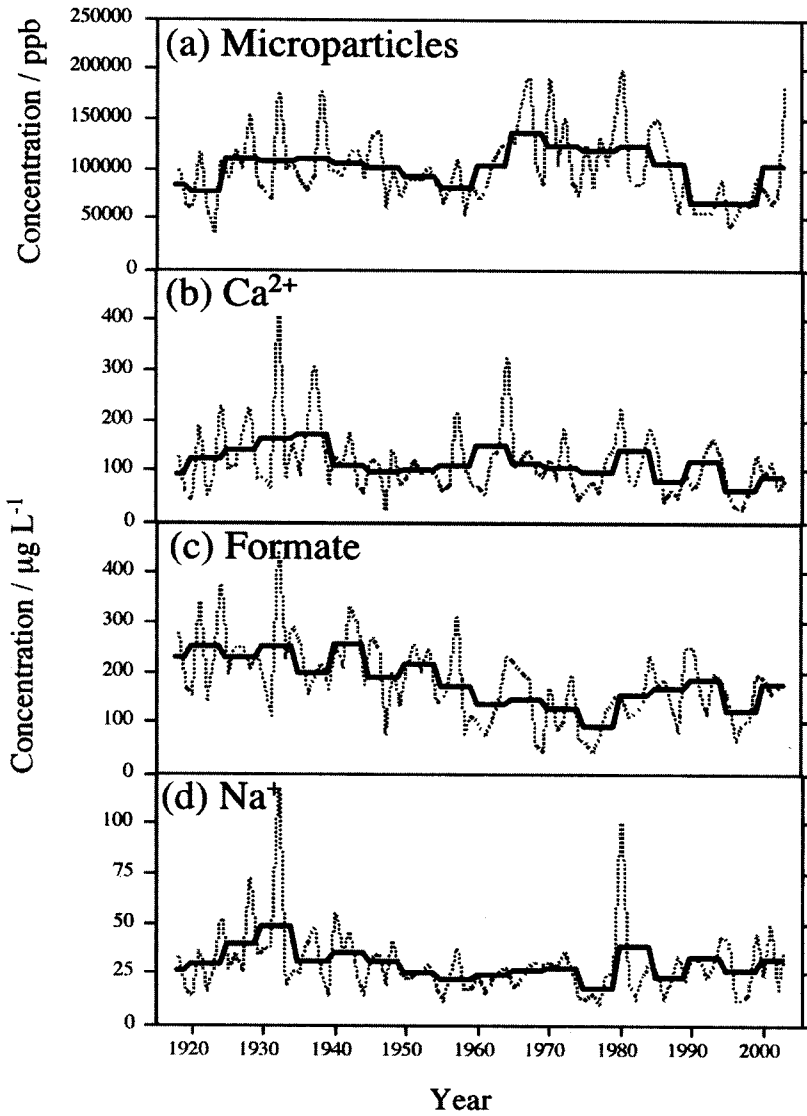 Concentration / ppb
250000
200000
150000
100000
50000
0
(a) Microparticles
Concentration / µg L⁻¹
400
300
200
100
0
(b) Ca²⁺
400
300
200
100
0
(c) Formate
100
75
50
25
0
(d) Na⁺
1920 1930 1940 1950 1960 1970 1980 1990 2000
Year